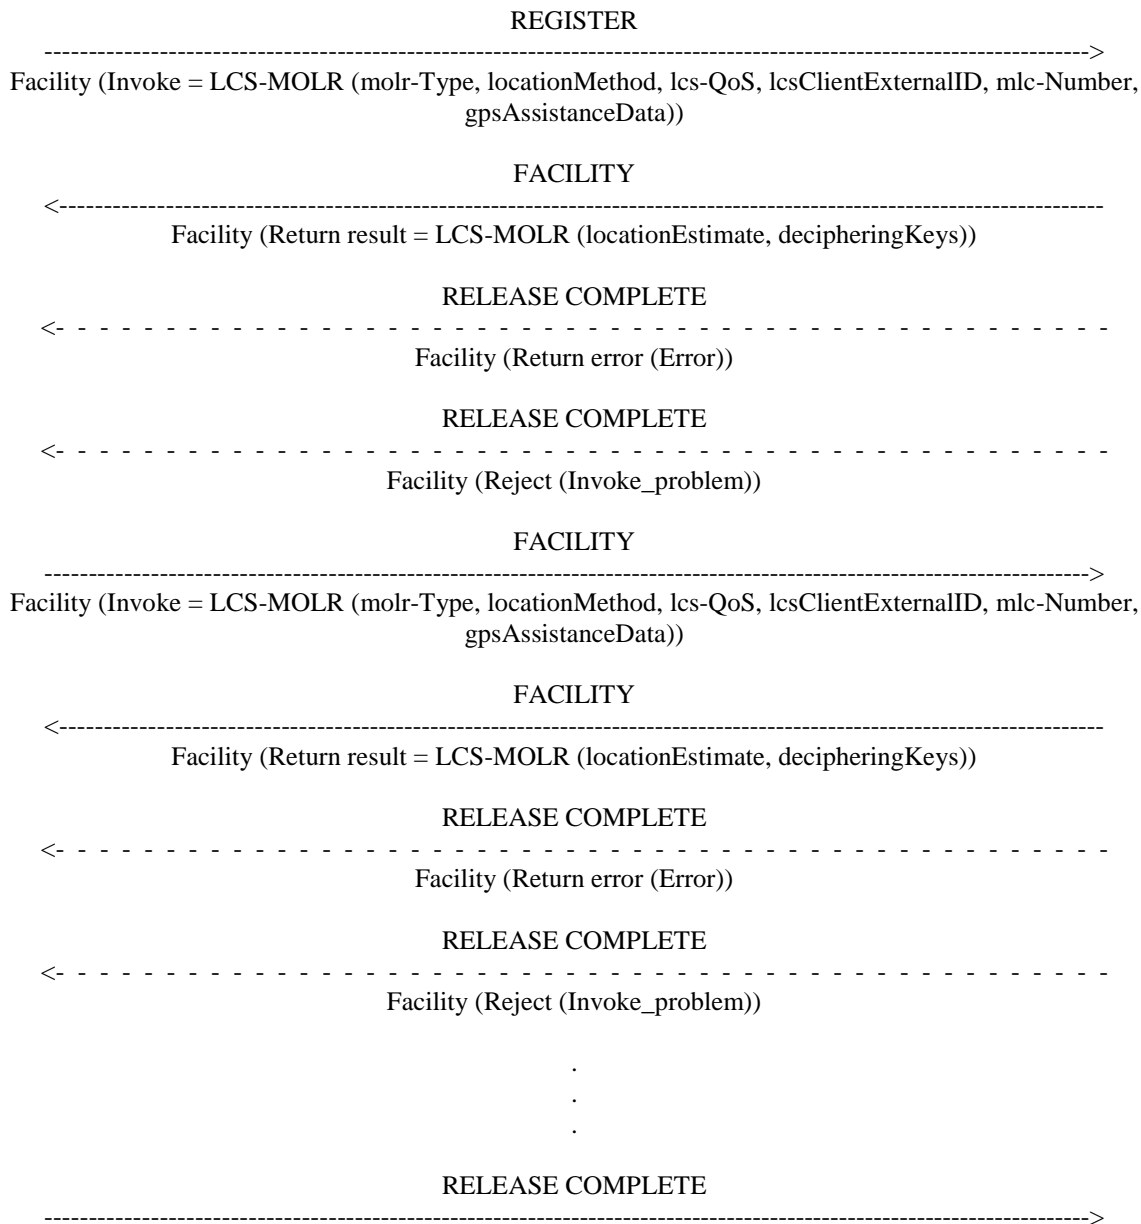 REGISTER
------------------------------------------------------------------------------------------------------------------------>
Facility (Invoke = LCS-MOLR (molr-Type, locationMethod, lcs-QoS, lcsClientExternalID, mlc-Number,
gpsAssistanceData))
FACILITY
<------------------------------------------------------------------------------------------------------------------------
Facility (Return result = LCS-MOLR (locationEstimate, decipheringKeys))
RELEASE COMPLETE
<- - - - - - - - - - - - - - - - - - - - - - - - - - - - - - - - - - - - - - - - - - - - - - - -
Facility (Return error (Error))
RELEASE COMPLETE
<- - - - - - - - - - - - - - - - - - - - - - - - - - - - - - - - - - - - - - - - - - - - - - - -
Facility (Reject (Invoke_problem))
FACILITY
------------------------------------------------------------------------------------------------------------------------>
Facility (Invoke = LCS-MOLR (molr-Type, locationMethod, lcs-QoS, lcsClientExternalID, mlc-Number,
gpsAssistanceData))
FACILITY
<------------------------------------------------------------------------------------------------------------------------
Facility (Return result = LCS-MOLR (locationEstimate, decipheringKeys))
RELEASE COMPLETE
<- - - - - - - - - - - - - - - - - - - - - - - - - - - - - - - - - - - - - - - - - - - - - - - -
Facility (Return error (Error))
RELEASE COMPLETE
<- - - - - - - - - - - - - - - - - - - - - - - - - - - - - - - - - - - - - - - - - - - - - - - -
Facility (Reject (Invoke_problem))
.
.
.
RELEASE COMPLETE
------------------------------------------------------------------------------------------------------------------------>